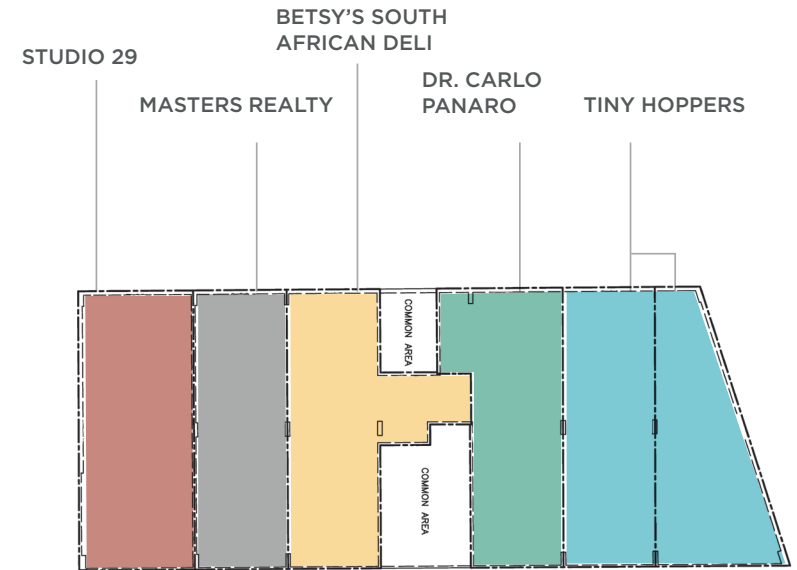 BETSY'S SOUTH
AFRICAN DELI
STUDIO 29
DR. CARLO
PANARO
MASTERS REALTY
TINY HOPPERS
COMMON AREA
COMMON AREA